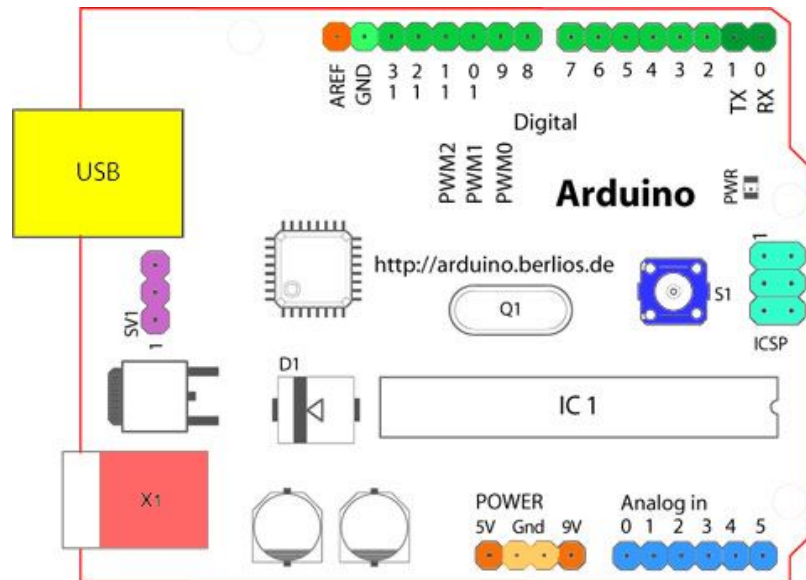 AREF GND 13 12 11 10 9 8 7 6 5 4 3 2 1 0
TX RX
Digital
USB
PWM2 PWM1 PWM0
Arduino
PWR
1
http://arduino.berlios.de
SV1
1
Q1
S1
ICSP
D1
IC 1
X1
POWER
5V Gnd 9V
Analog in
0 1 2 3 4 5